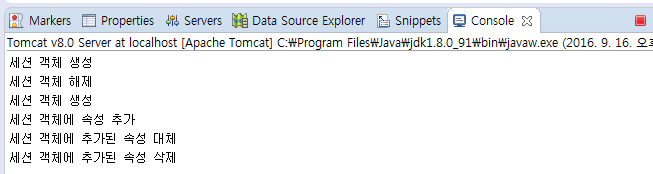 Markers Properties Servers Data Source Explorer Snippets Console
Tomcat v8.0 Server at localhost [Apache Tomcat] C:₩Program Files₩Java₩jdk1.8.0_91₩bin₩javaw.exe (2016. 9. 16. 오후
세션 객체 생성
세션 객체 해제
세션 객체 생성
세션 객체에 속성 추가
세션 객체에 추가된 속성 대체
세션 객체에 추가된 속성 삭제